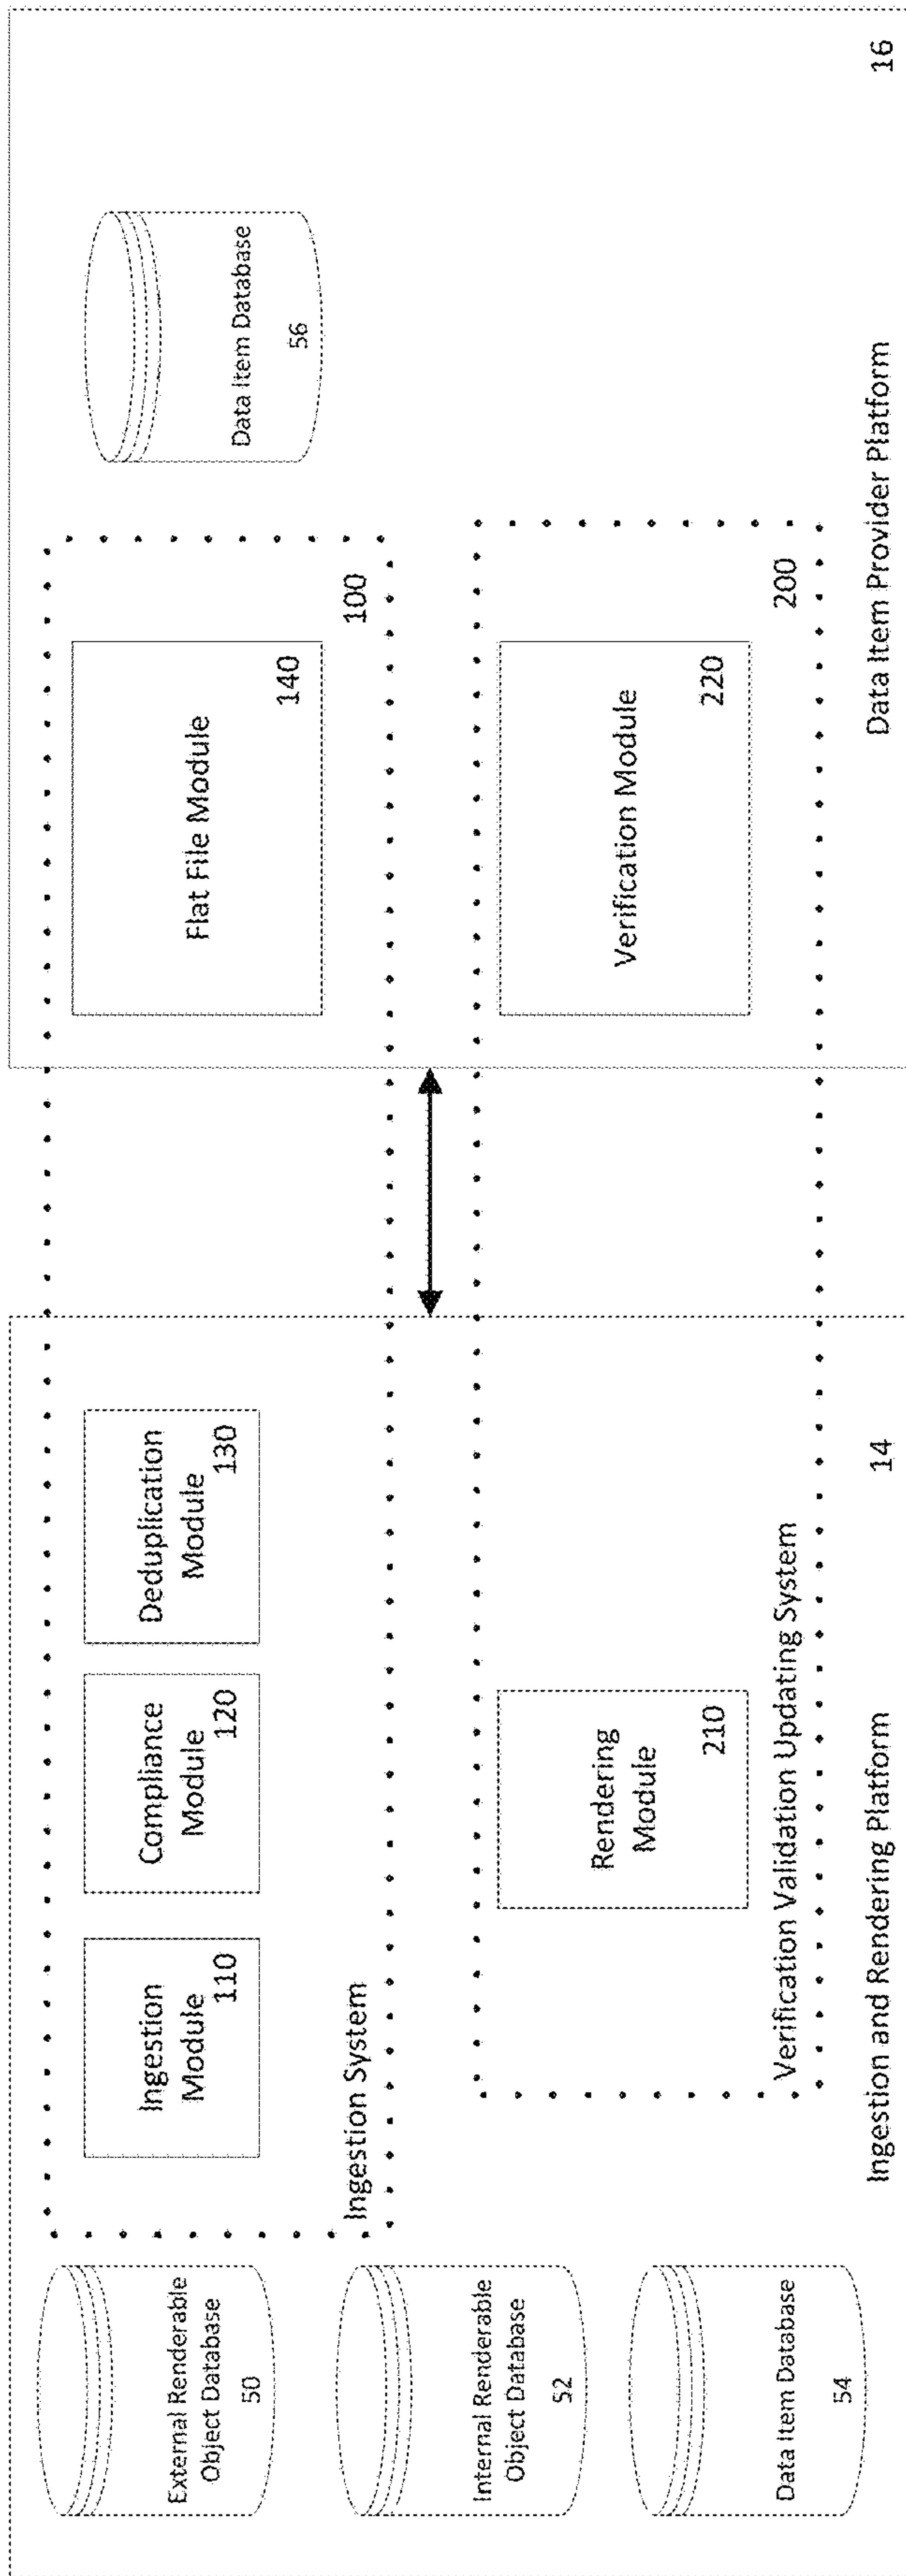 External Renderable
Object Database
50
Internal Renderable
Object Database
52
Data Item Database
54
Ingestion
Module
110
Compliance
Module
120
Deduplication
Module
130
Ingestion System
Rendering
Module
210
Verification Validation Updating System
Ingestion and Rendering Platform
14
Flat File Module
140
100
Verification Module
220
200
Data Item Database
56
Data Item Provider Platform
16